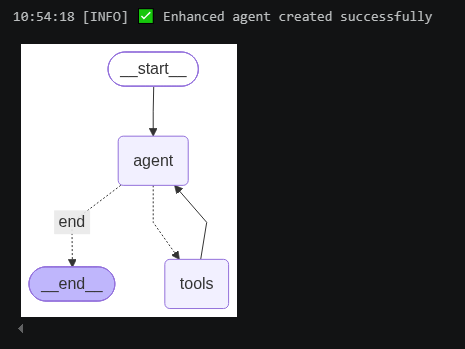 10:54:18 [INFO] ✅ Enhanced agent created successfully
__start__
agent
end
__end__
tools